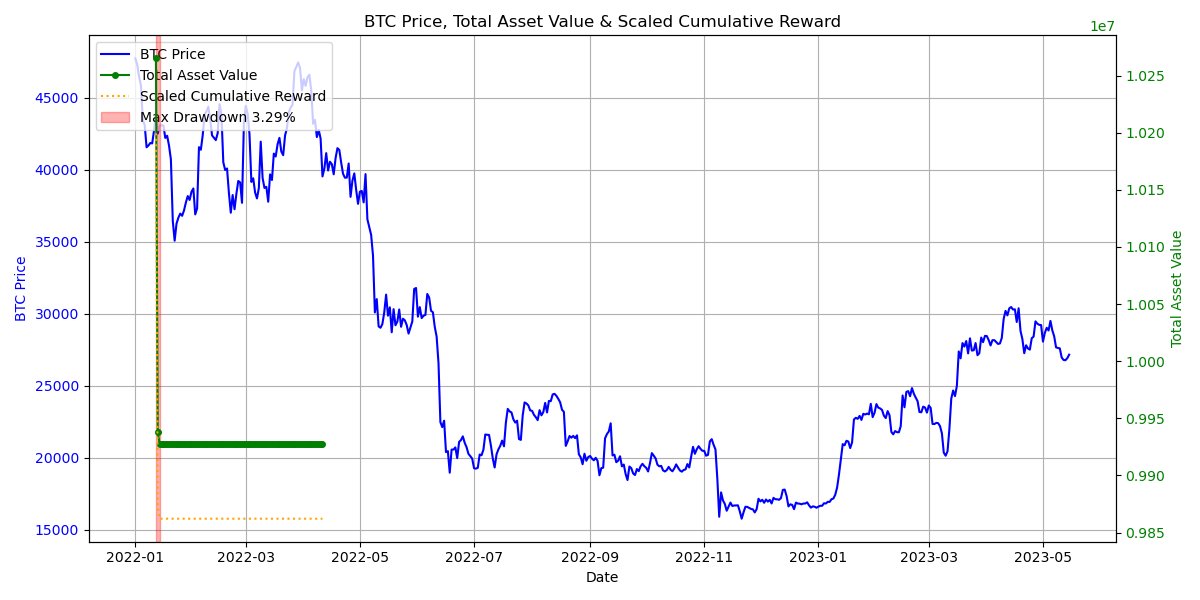 BTC Price, Total Asset Value & Scaled Cumulative Reward
1e7
BTC Price
Total Asset Value
Scaled Cumulative Reward
Max Drawdown 3.29%
45000
40000
35000
30000
25000
20000
15000
BTC Price
1.025
1.020
1.015
1.010
1.005
1.000
0.995
0.990
0.985
Total Asset Value
2022-01
2022-03
2022-05
2022-07
2022-09
2022-11
2023-01
2023-03
2023-05
Date